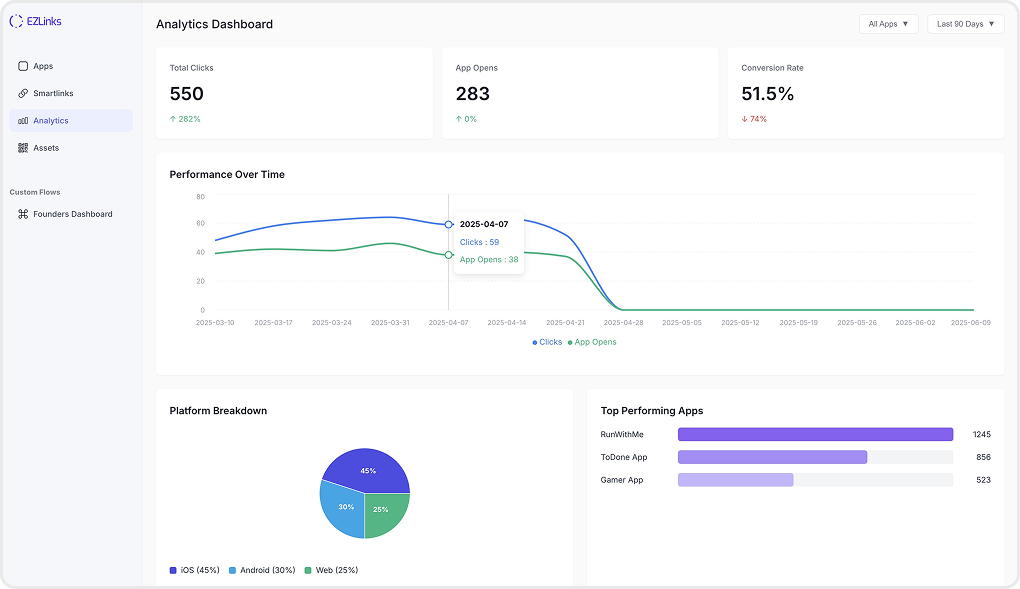 EZLinks
Apps
Smartlinks
Analytics
Assets
Custom Flows
Founders Dashboard
Analytics Dashboard
All Apps ▼
Last 90 Days ▼
Total Clicks
550
↑ 282%
App Opens
283
↑ 0%
Conversion Rate
51.5%
↓ 74%
Performance Over Time
80
60
40
20
0
2025-04-07
Clicks : 59
App Opens : 38
2025-03-10 2025-03-17 2025-03-24 2025-03-31 2025-04-07 2025-04-14 2025-04-21 2025-04-28 2025-05-05 2025-05-12 2025-05-19 2025-05-26 2025-06-02 2025-06-09
Clicks App Opens
Platform Breakdown
45%
30%
25%
iOS (45%) Android (30%) Web (25%)
Top Performing Apps
RunWithMe 1245
ToDone App 856
Gamer App 523